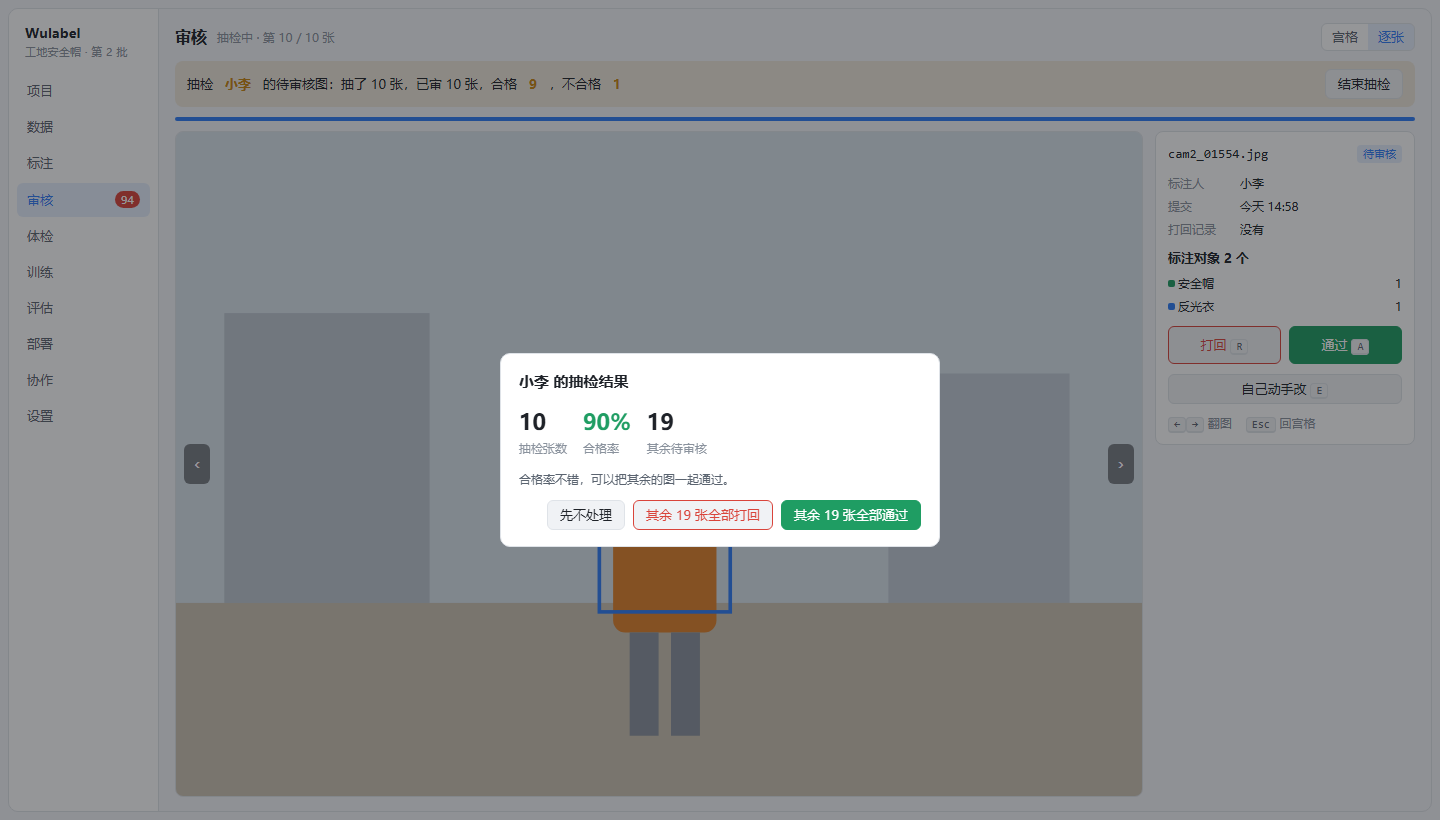 Wulabel
工地安全帽 · 第 2 批
项目
数据
标注
审核 94
体检
训练
评估
部署
协作
设置
审核 抽检中 · 第 10 / 10 张
宫格 逐张
抽检 小李 的待审核图：抽了 10 张，已审 10 张，合格 9 ，不合格 1
结束抽检
cam2_01554.jpg 待审核
标注人 小李
提交 今天 14:58
打回记录 没有
标注对象 2 个
安全帽 1
反光衣 1
打回 R 通过 A
自己动手改 E
← → 翻图 Esc 回宫格
‹ ›
小李 的抽检结果
10 90% 19
抽检张数 合格率 其余待审核
合格率不错，可以把其余的图一起通过。
先不处理 其余 19 张全部打回 其余 19 张全部通过